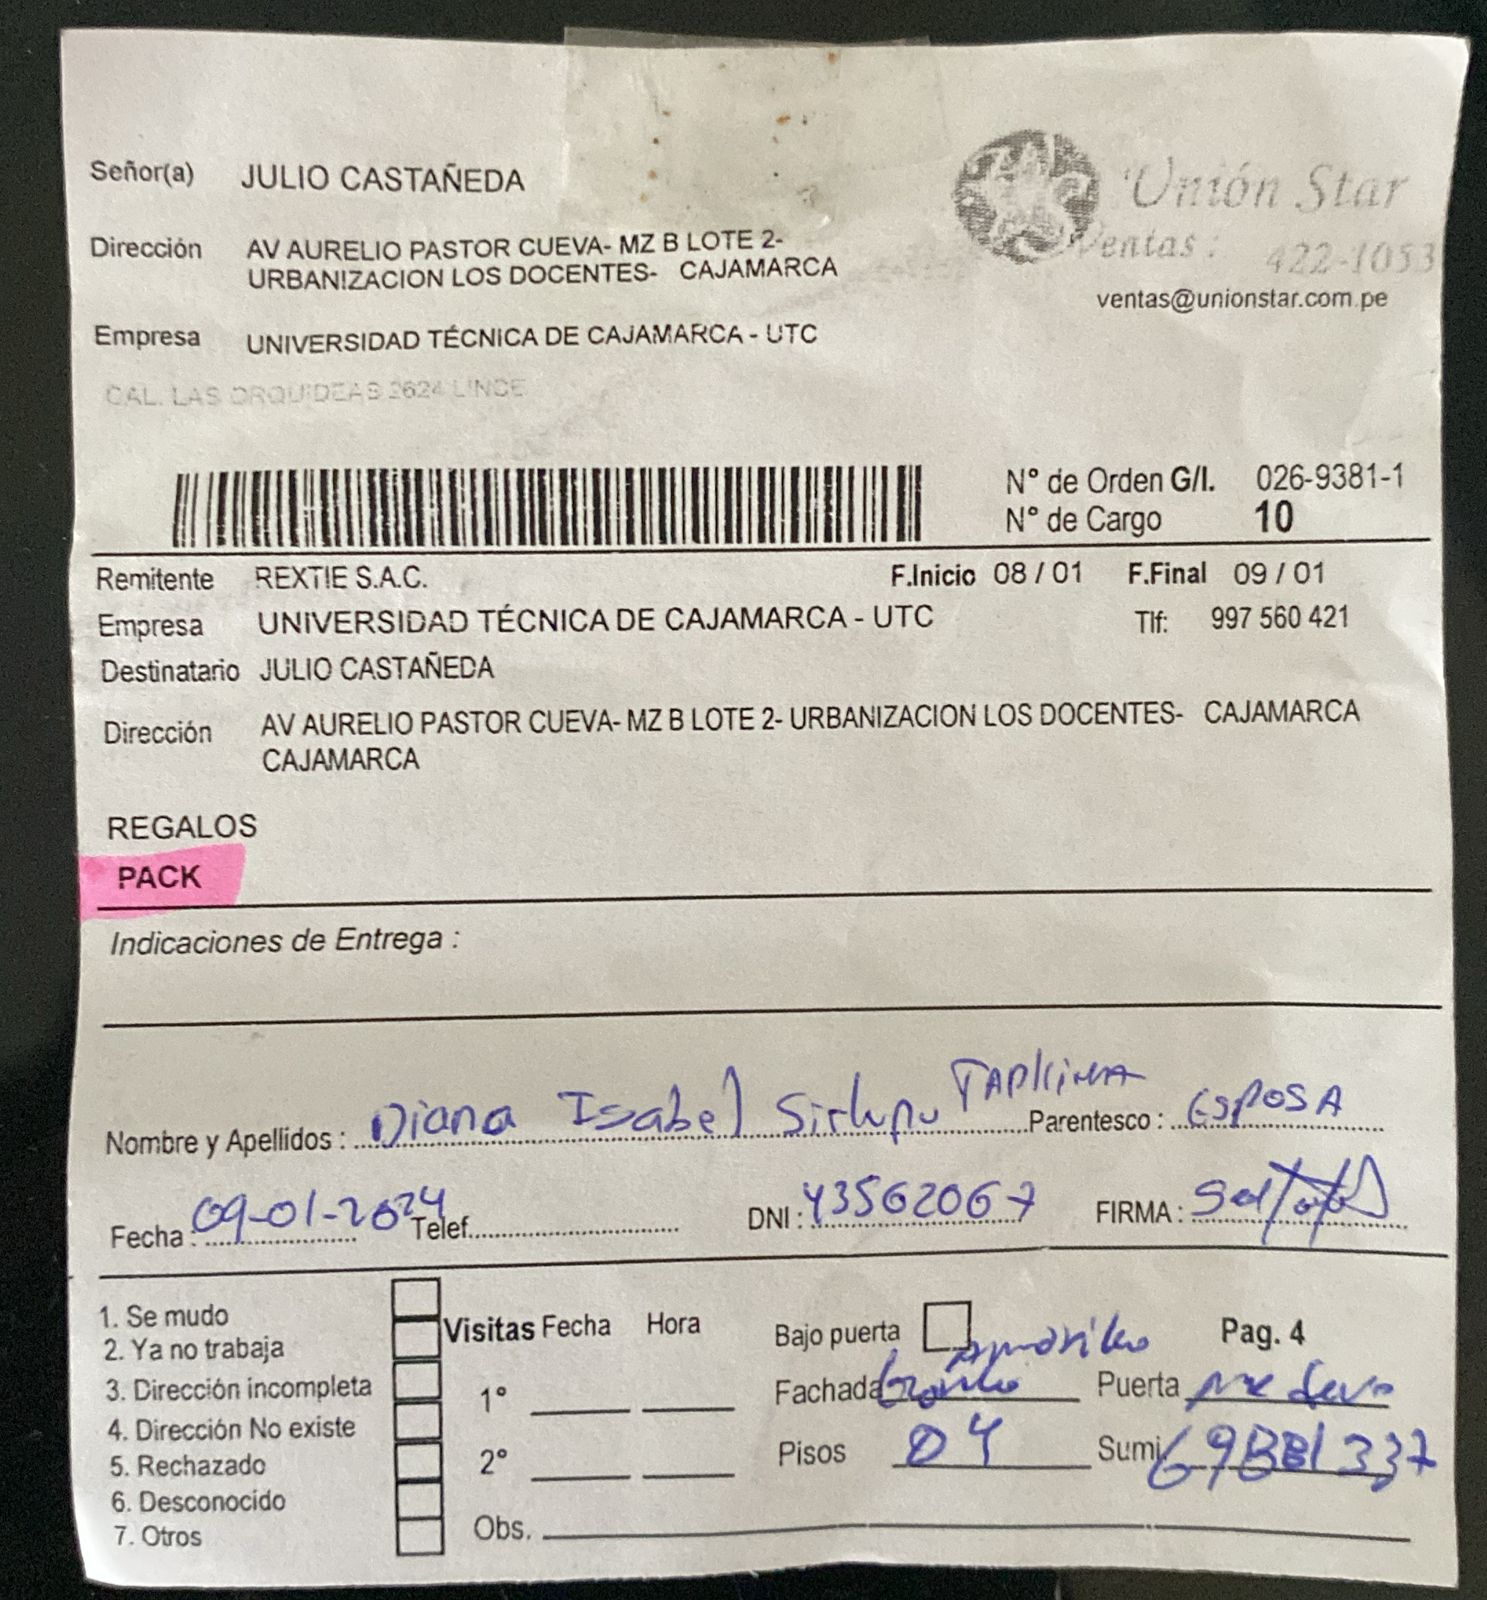 Señor(a) JULIO CASTAÑEDA
Unión Star
Dirección AV AURELIO PASTOR CUEVA- MZ B LOTE 2-
URBANIZACION LOS DOCENTES- CAJAMARCA
Ventas : 422-1053
ventas@unionstar.com.pe
Empresa UNIVERSIDAD TÉCNICA DE CAJAMARCA - UTC
CAL. LAS ORQUIDEAS 2624 LINCE
N° de Orden G/I. 026-9381-1
N° de Cargo 10
Remitente REXTIE S.A.C. F.Inicio 08 / 01 F.Final 09 / 01
Empresa UNIVERSIDAD TÉCNICA DE CAJAMARCA - UTC Tlf: 997 560 421
Destinatario JULIO CASTAÑEDA
Dirección AV AURELIO PASTOR CUEVA- MZ B LOTE 2- URBANIZACION LOS DOCENTES- CAJAMARCA
CAJAMARCA
REGALOS
PACK
Indicaciones de Entrega :
Nombre y Apellidos : Diana Isabel Parentesco : Esposa
Fecha : 09-01-2024 Telef. DNI : 43562067 FIRMA :
1. Se mudo
2. Ya no trabaja
3. Dirección incompleta
4. Dirección No existe
5. Rechazado
6. Desconocido
7. Otros
Visitas Fecha Hora
1°
2°
Obs.
Bajo puerta Pag. 4
Fachada Puerta
Pisos 04 Sumi